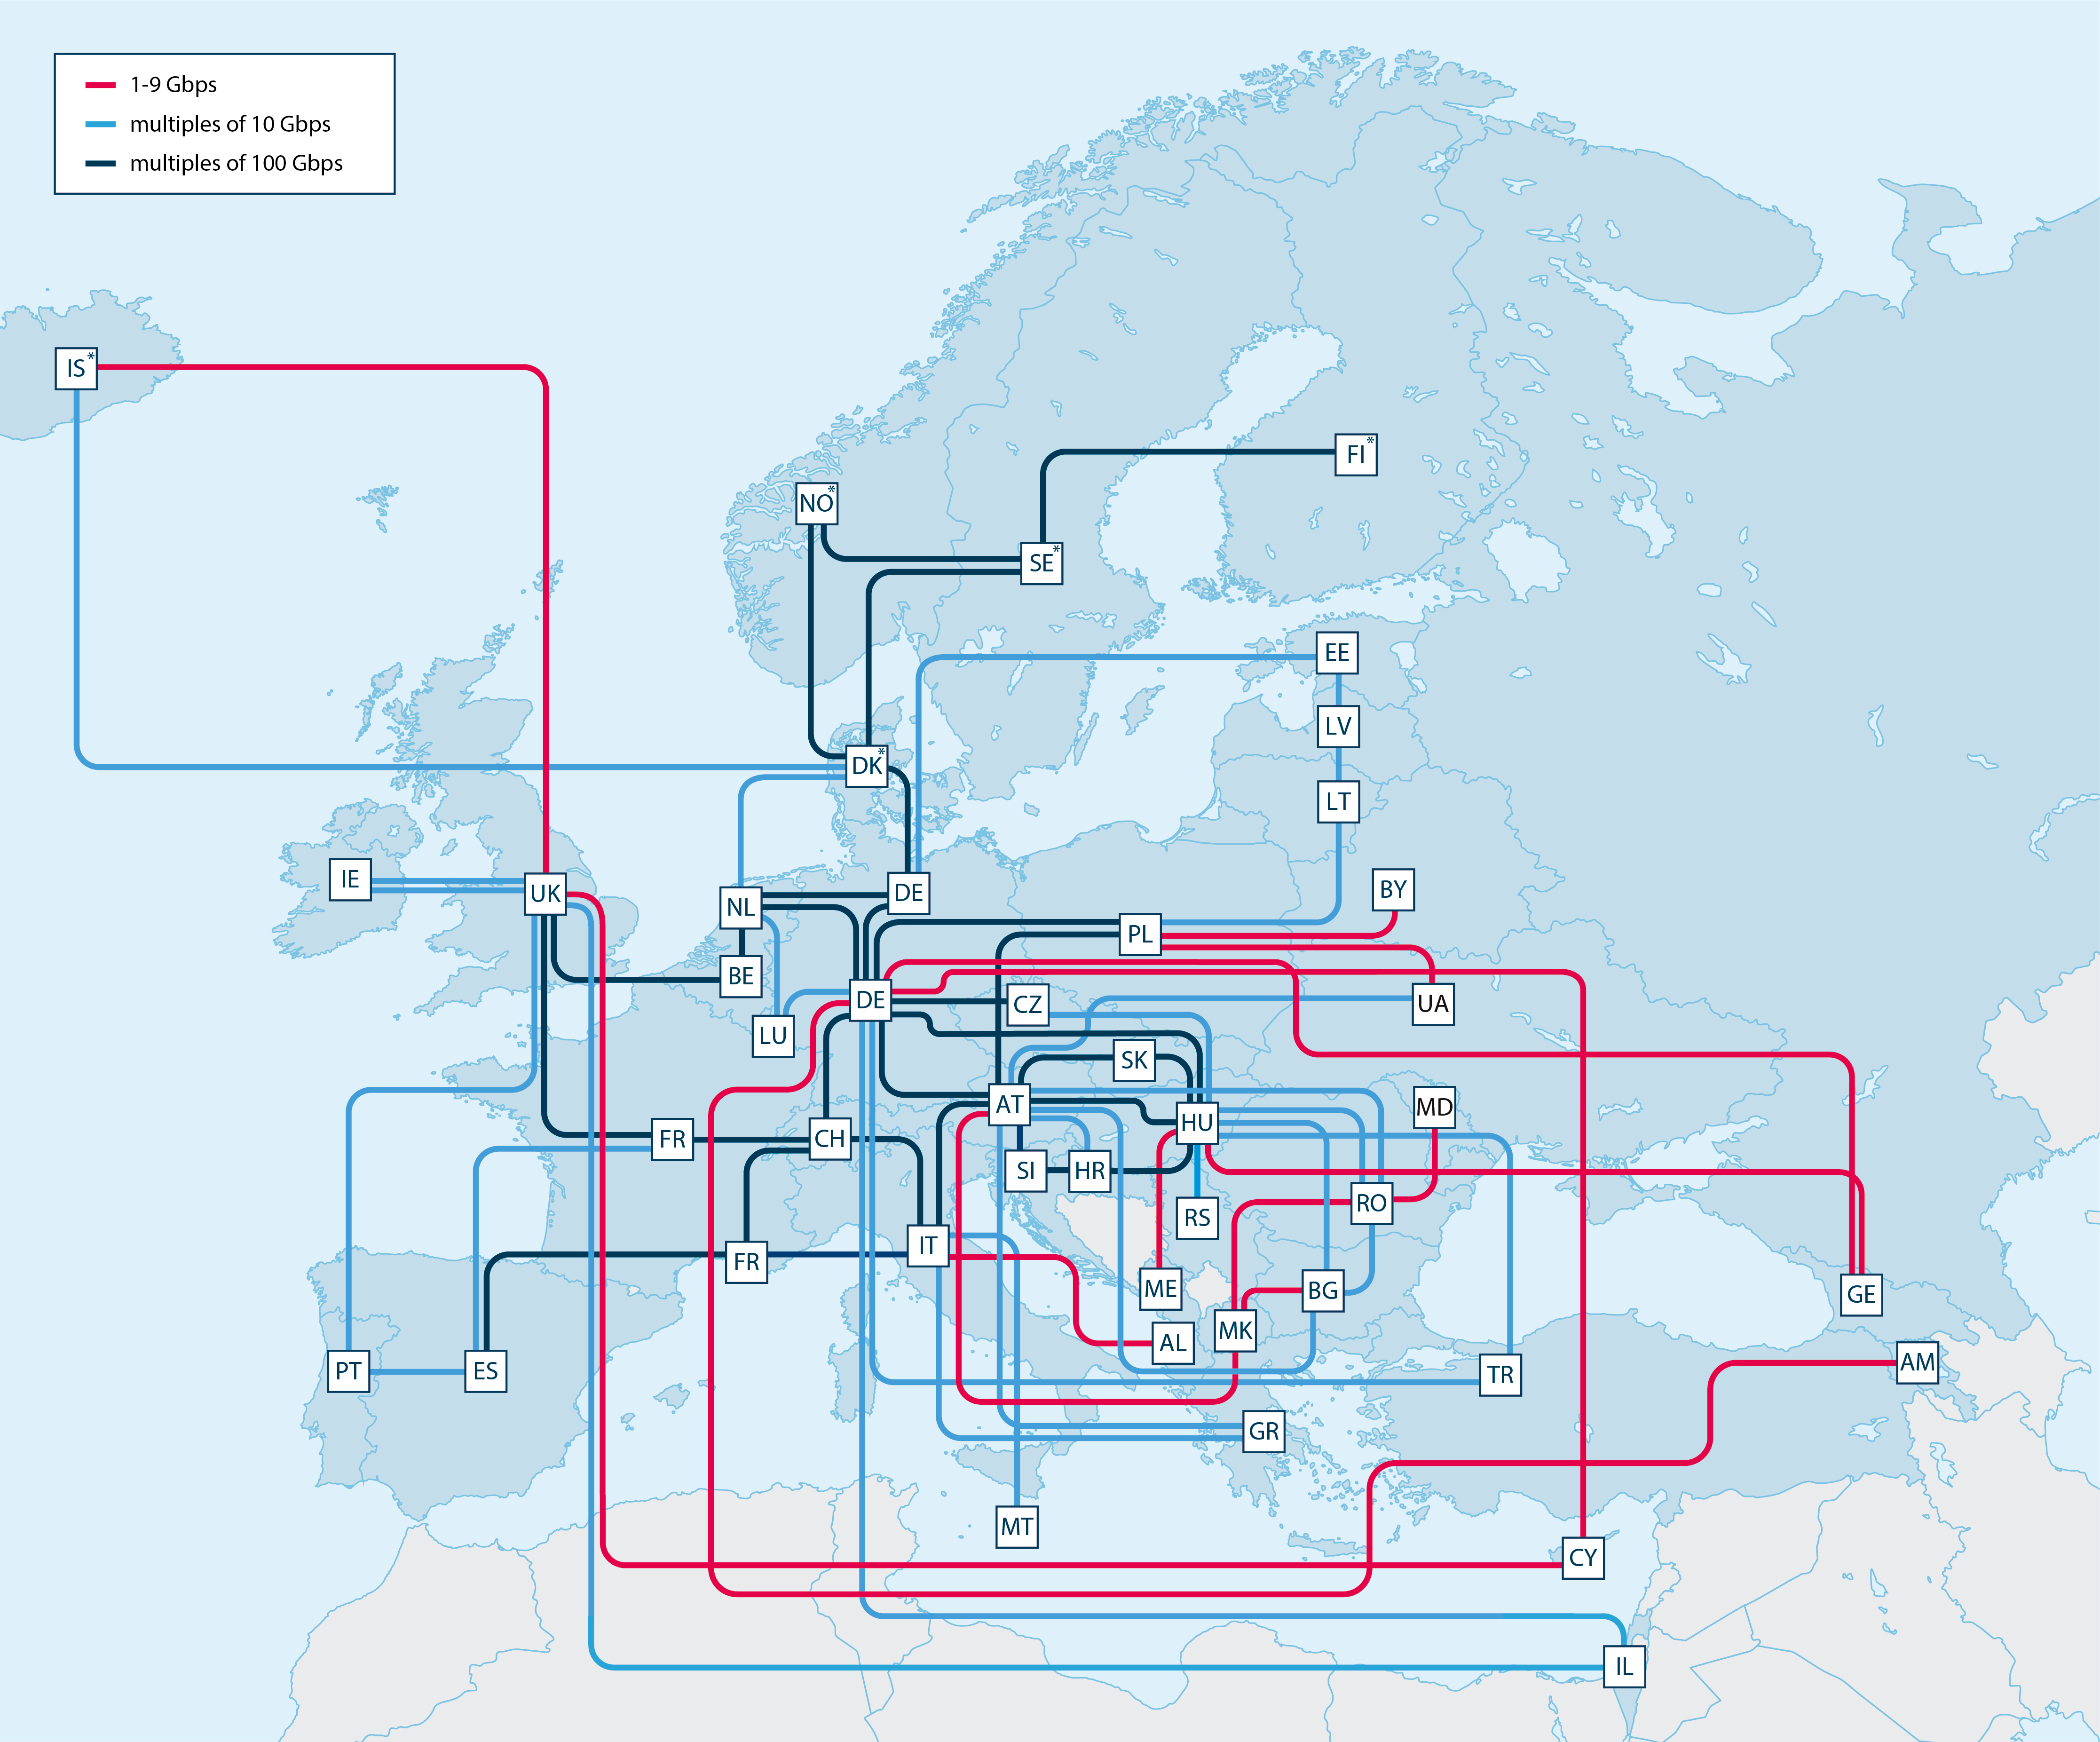 1-9 Gbps
multiples of 10 Gbps
multiples of 100 Gbps
IS*
FI*
NO*
SE*
EE
LV
DK*
LT
IE
UK
NL
DE
BY
PL
BE
DE
CZ
UA
LU
SK
AT
MD
HU
FR
CH
SI
HR
RO
RS
IT
FR
ME
BG
GE
MK
AL
PT
ES
TR
AM
GR
MT
CY
IL